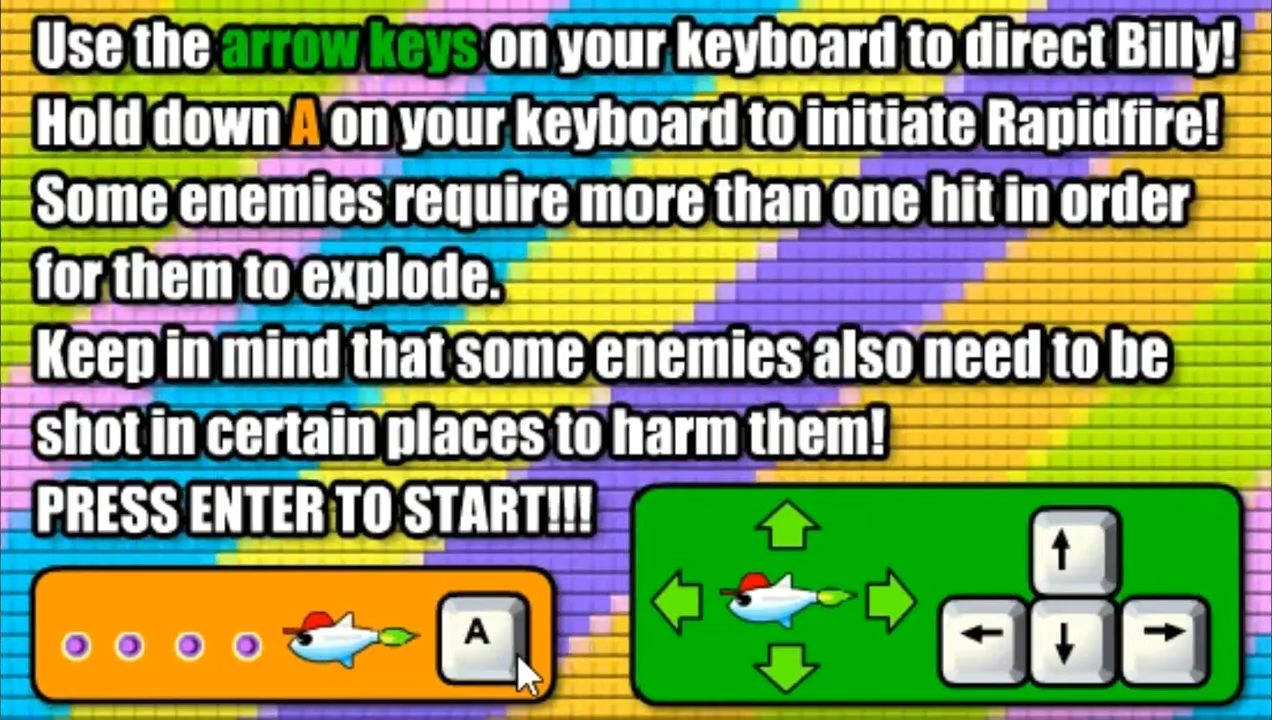 Use the arrow keys on your keyboard to direct Billy!
Hold down A on your keyboard to initiate Rapidfire!
Some enemies require more than one hit in order
for them to explode.
Keep in mind that some enemies also need to be
shot in certain places to harm them!
PRESS ENTER TO START!!!
A
↑
← ↓ →